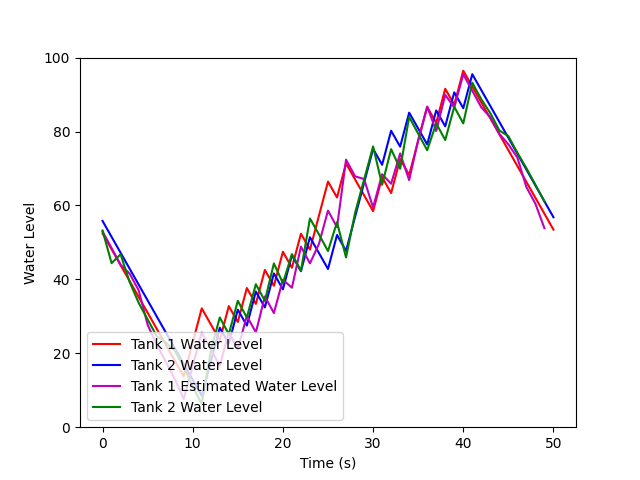 100
80
60
40
20
0
Water Level
Tank 1 Water Level
Tank 2 Water Level
Tank 1 Estimated Water Level
Tank 2 Water Level
0 10 20 30 40 50
Time (s)